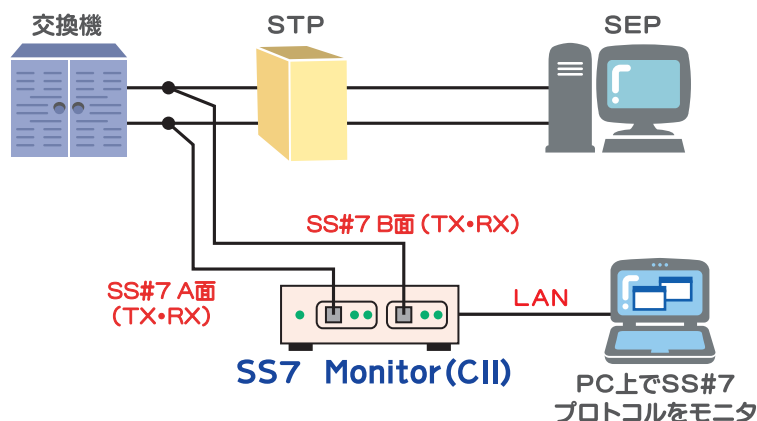 交換機
STP
SEP
SS#7 B面(TX・RX)
SS#7 A面
(TX・RX)
LAN
SS7 Monitor(CII)
PC上でSS#7
プロトコルをモニタ